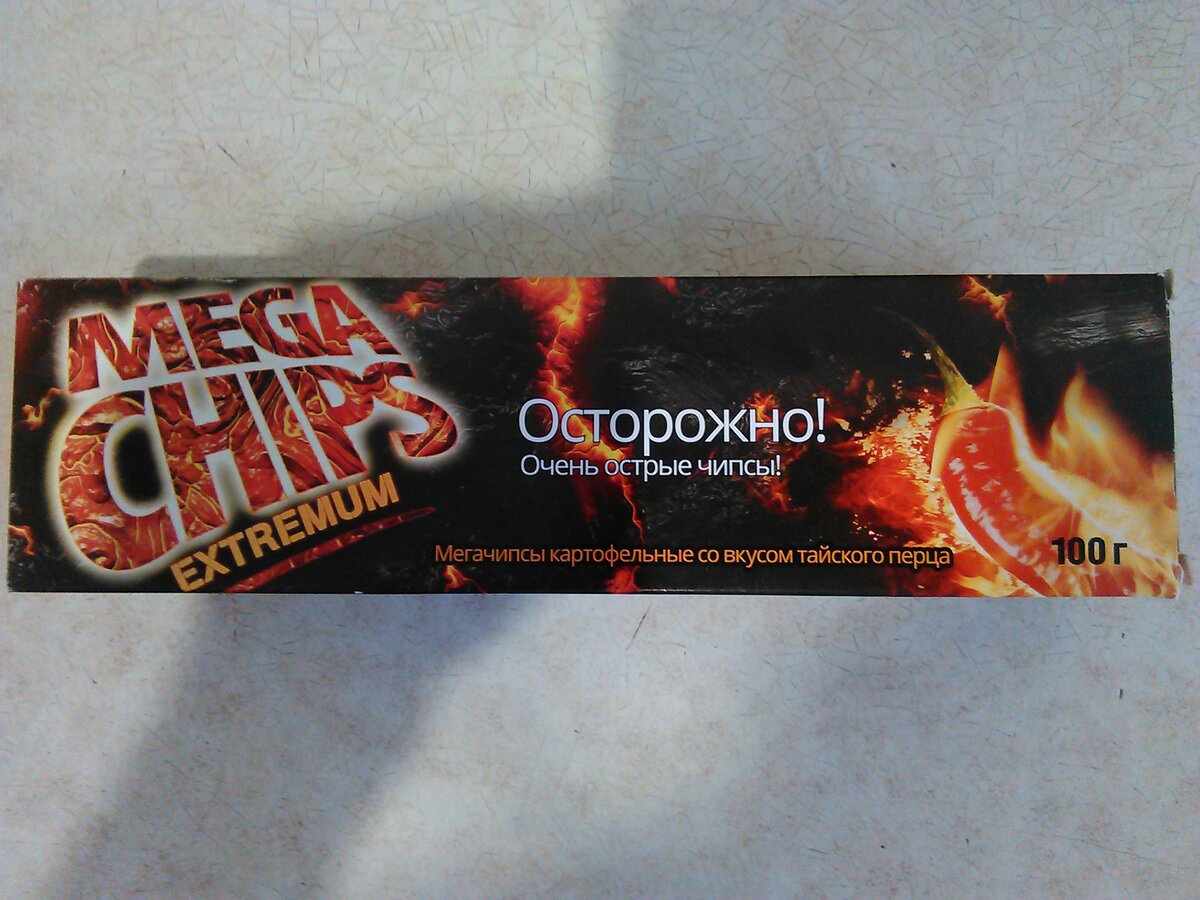 MEGA
CHIPS
EXTREMUM
Осторожно!
Очень острые чипсы!
Мегачипсы картофельные со вкусом тайского перца
100 г